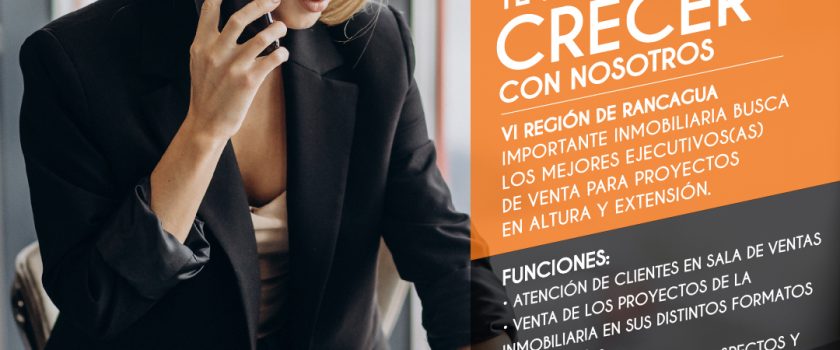 CRECER
CON NOSOTROS
VI REGIÓN DE RANCAGUA
IMPORTANTE INMOBILIARIA BUSCA
LOS MEJORES EJECUTIVOS(AS)
DE VENTA PARA PROYECTOS
EN ALTURA Y EXTENSIÓN.
FUNCIONES:
• ATENCIÓN DE CLIENTES EN SALA DE VENTAS
• VENTA DE LOS PROYECTOS DE LA
INMOBILIARIA EN SUS DISTINTOS FORMATOS